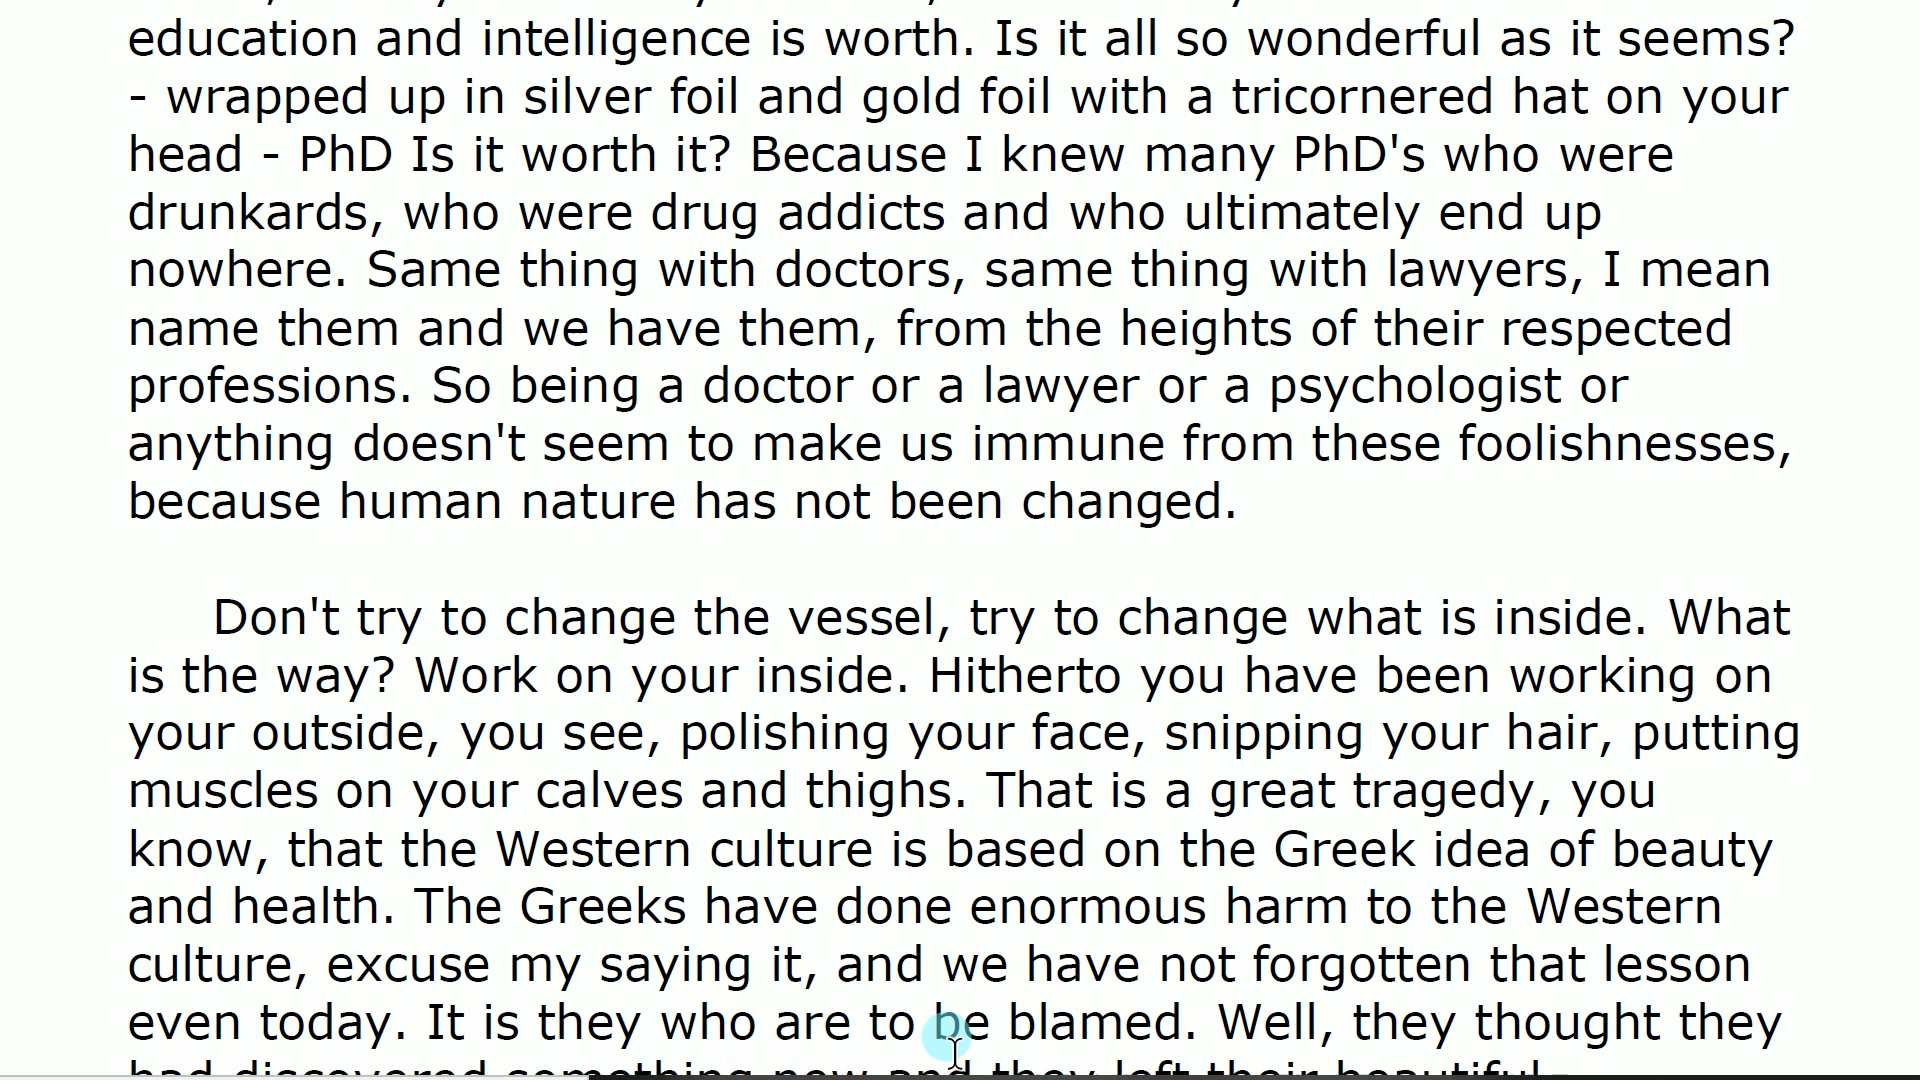 education and intelligence is worth. Is it all so wonderful as it seems?
- wrapped up in silver foil and gold foil with a tricornered hat on your
head - PhD Is it worth it? Because I knew many PhD's who were
drunkards, who were drug addicts and who ultimately end up
nowhere. Same thing with doctors, same thing with lawyers, I mean
name them and we have them, from the heights of their respected
professions. So being a doctor or a lawyer or a psychologist or
anything doesn't seem to make us immune from these foolishnesses,
because human nature has not been changed.
Don't try to change the vessel, try to change what is inside. What
is the way? Work on your inside. Hitherto you have been working on
your outside, you see, polishing your face, snipping your hair, putting
muscles on your calves and thighs. That is a great tragedy, you
know, that the Western culture is based on the Greek idea of beauty
and health. The Greeks have done enormous harm to the Western
culture, excuse my saying it, and we have not forgotten that lesson
even today. It is they who are to be blamed. Well, they thought they
had discovered something new and they left their beautiful